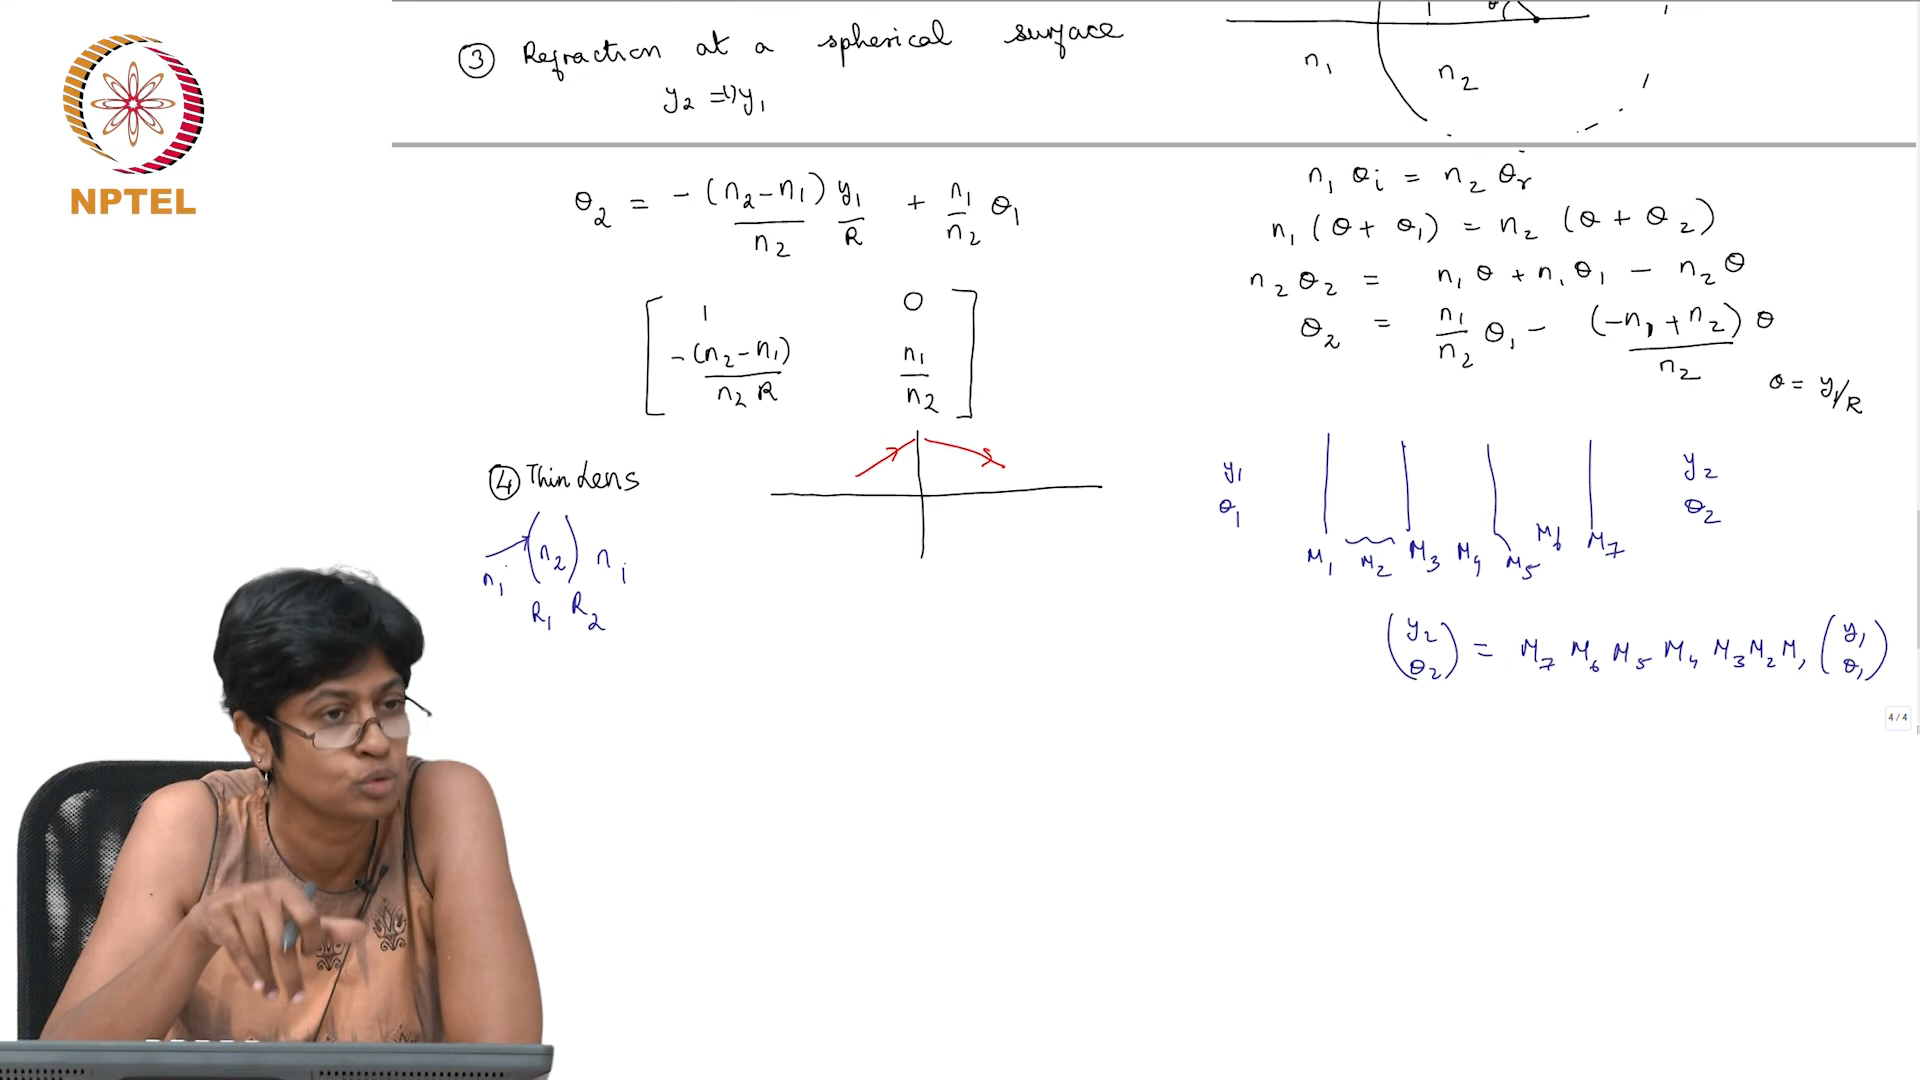 ③ Refraction at a spherical surface
y₂ = 1) y₁
n₁
n₂
θ
NPTEL
θ₂ = -(n₂-n₁)/n₂ y₁/R + n₁/n₂ θ₁
[ 1 0
-(n₂-n₁)/n₂ R n₁/n₂ ]
n₁ θi = n₂ θr
n₁ (θ + θ₁) = n₂ (θ + θ₂)
n₂ θ₂ = n₁ θ + n₁ θ₁ - n₂ θ
θ₂ = n₁/n₂ θ₁ - (-n₁ + n₂)/n₂ θ
θ = y₁/R
④ Thin Lens
n₁ (n₂) n₁
R₁ R₂
y₁
θ₁
y₂
θ₂
M₁ M₂ M₃ M₄ M₅ M₆ M₇
(y₂ θ₂) = M₇ M₆ M₅ M₄ M₃ M₂ M₁ (y₁ θ₁)
4 / 4